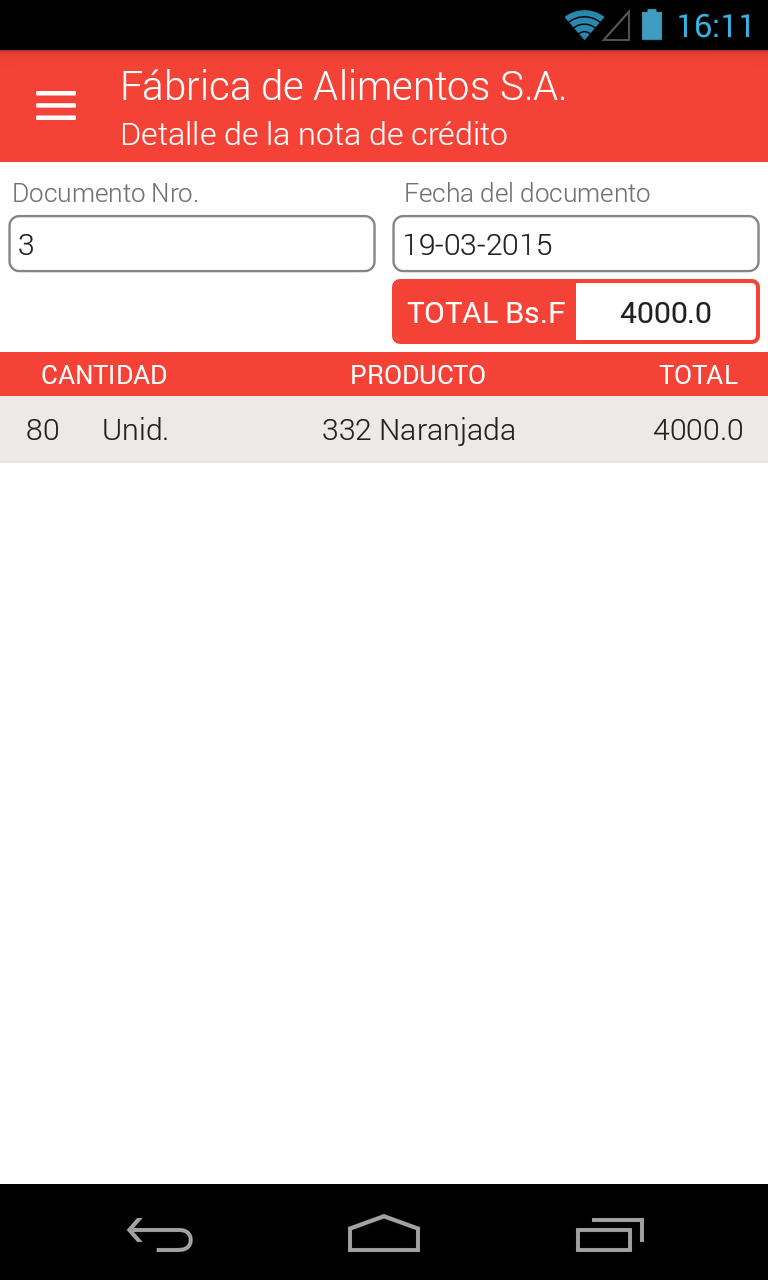 16:11
Fábrica de Alimentos S.A.
Detalle de la nota de crédito
Documento Nro. Fecha del documento
3 19-03-2015
TOTAL Bs.F 4000.0
CANTIDAD PRODUCTO TOTAL
80 Unid. 332 Naranjada 4000.0